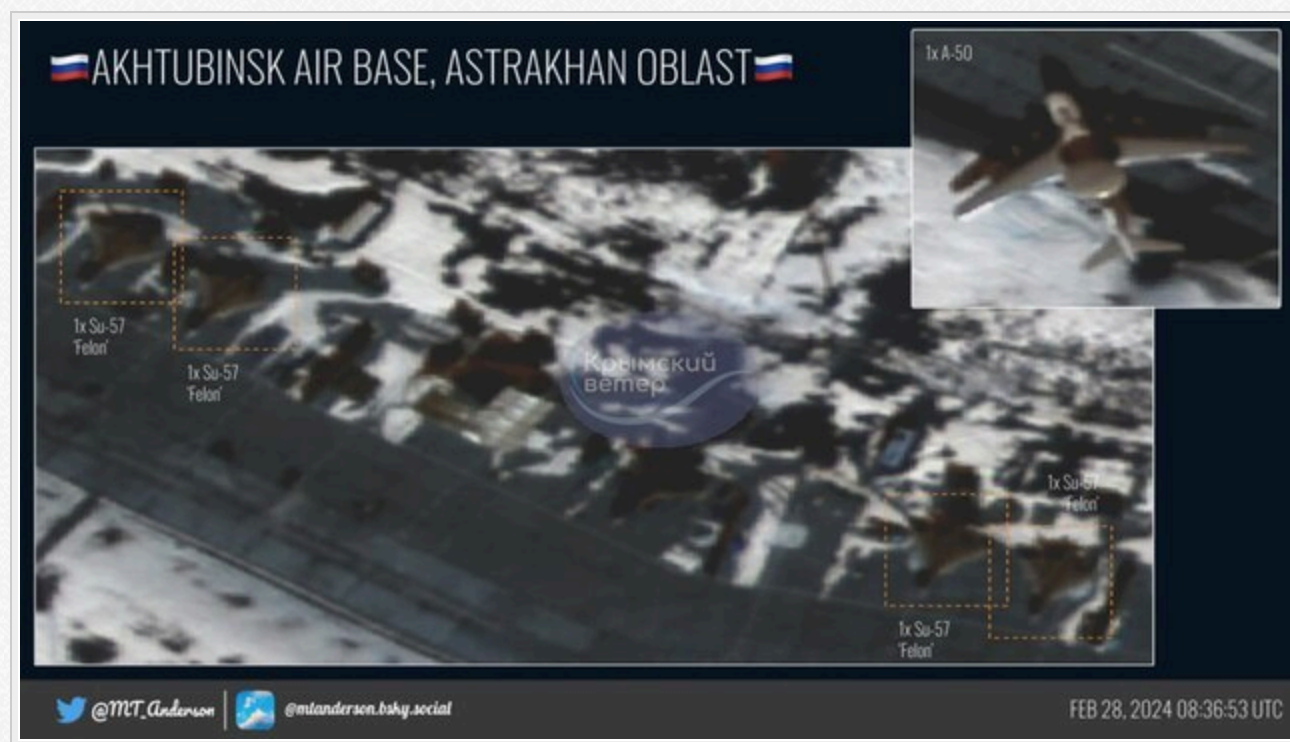 AKHTUBINSK AIR BASE, ASTRAKHAN OBLAST
1x A-50
1x Su-57
'Felon'
1x Su-57
'Felon'
Крымский
ветер
1x Su-57
'Felon'
1x Su-57
'Felon'
@MT_Anderson
@mtanderson.bsky.social
FEB 28, 2024 08:36:53 UTC